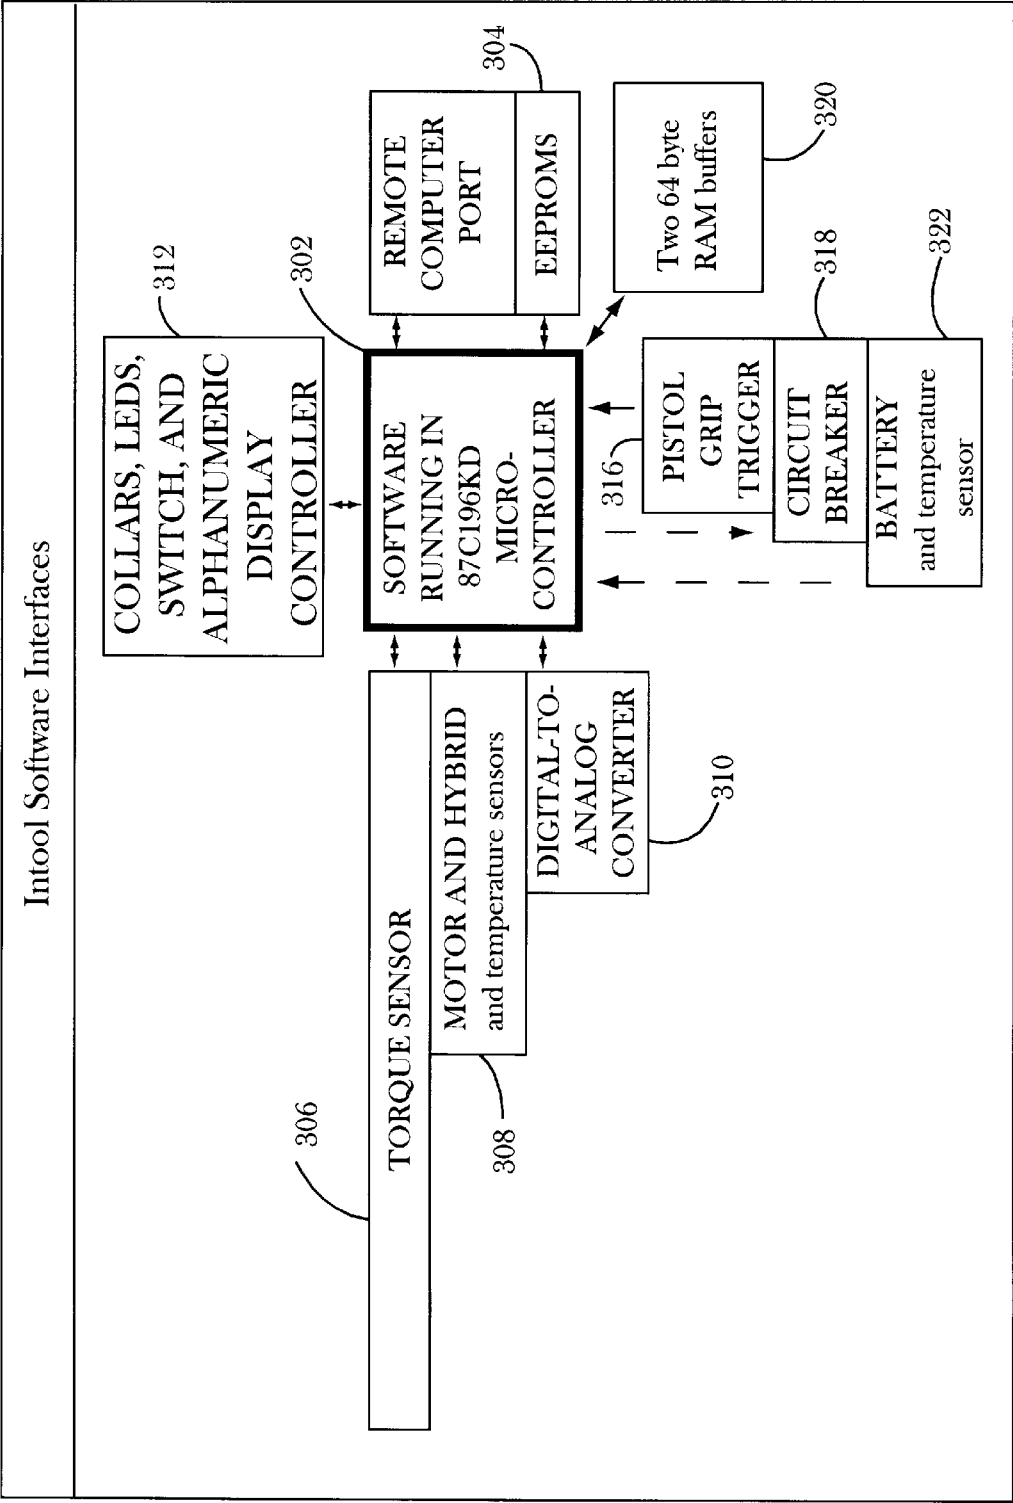 Intool Software Interfaces
COLLARS, LEDS,
SWITCH, AND
ALPHANUMERIC
DISPLAY
CONTROLLER
312
302
306
TORQUE SENSOR
MOTOR AND HYBRID
and temperature sensors
308
DIGITAL-TO-
ANALOG
CONVERTER
310
SOFTWARE
RUNNING IN
87C196KD
MICRO-
CONTROLLER
REMOTE
COMPUTER
PORT
EEPROMS
304
Two 64 byte
RAM buffers
320
316
PISTOL
GRIP
TRIGGER
CIRCUIT
BREAKER
318
BATTERY
and temperature
sensor
322